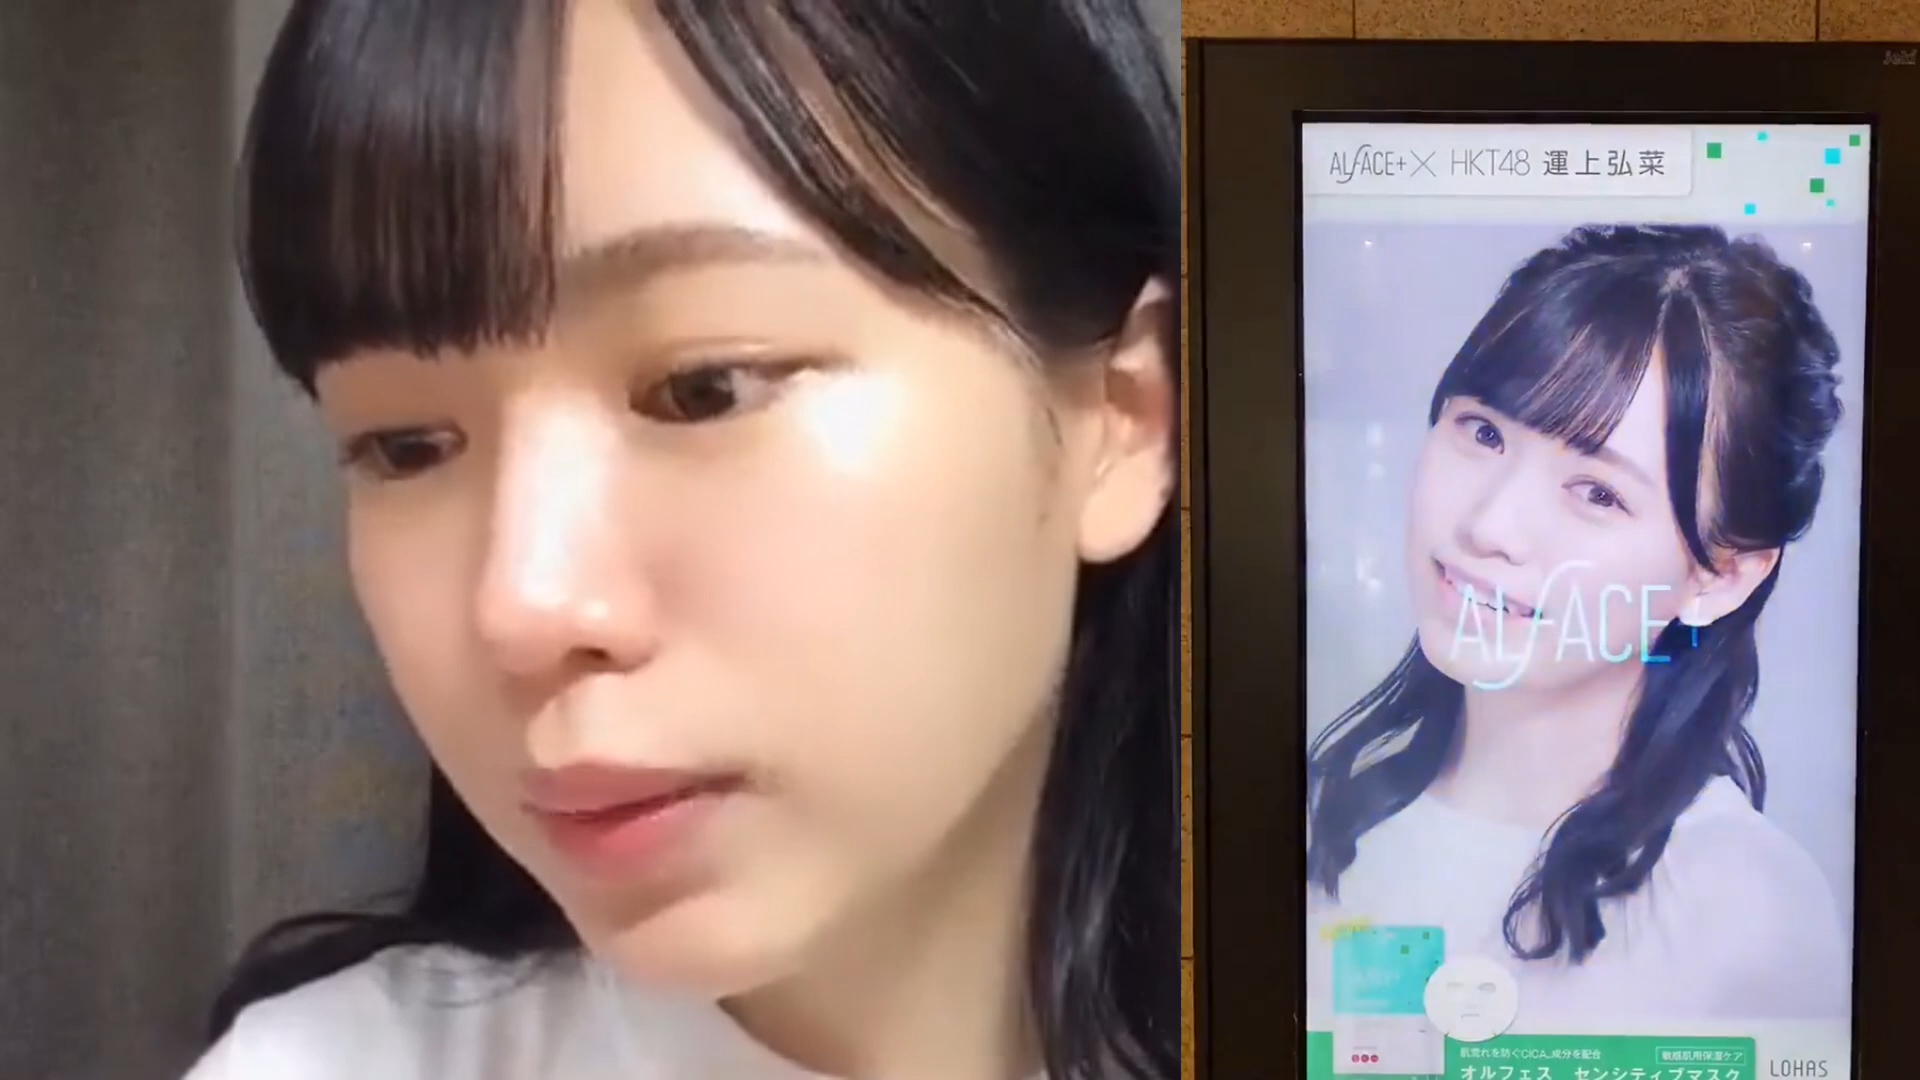 jeki
ALFACE+× HKT48 運上弘菜
ALFACE+
肌荒れを防ぐCICA_成分を配合
敏感肌用保湿ケア
オルフェス センシティブマスク
LOHAS